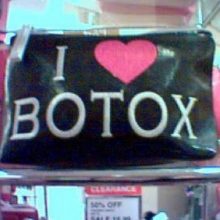 I
BOTOX
CLEARANCE
50% OFF